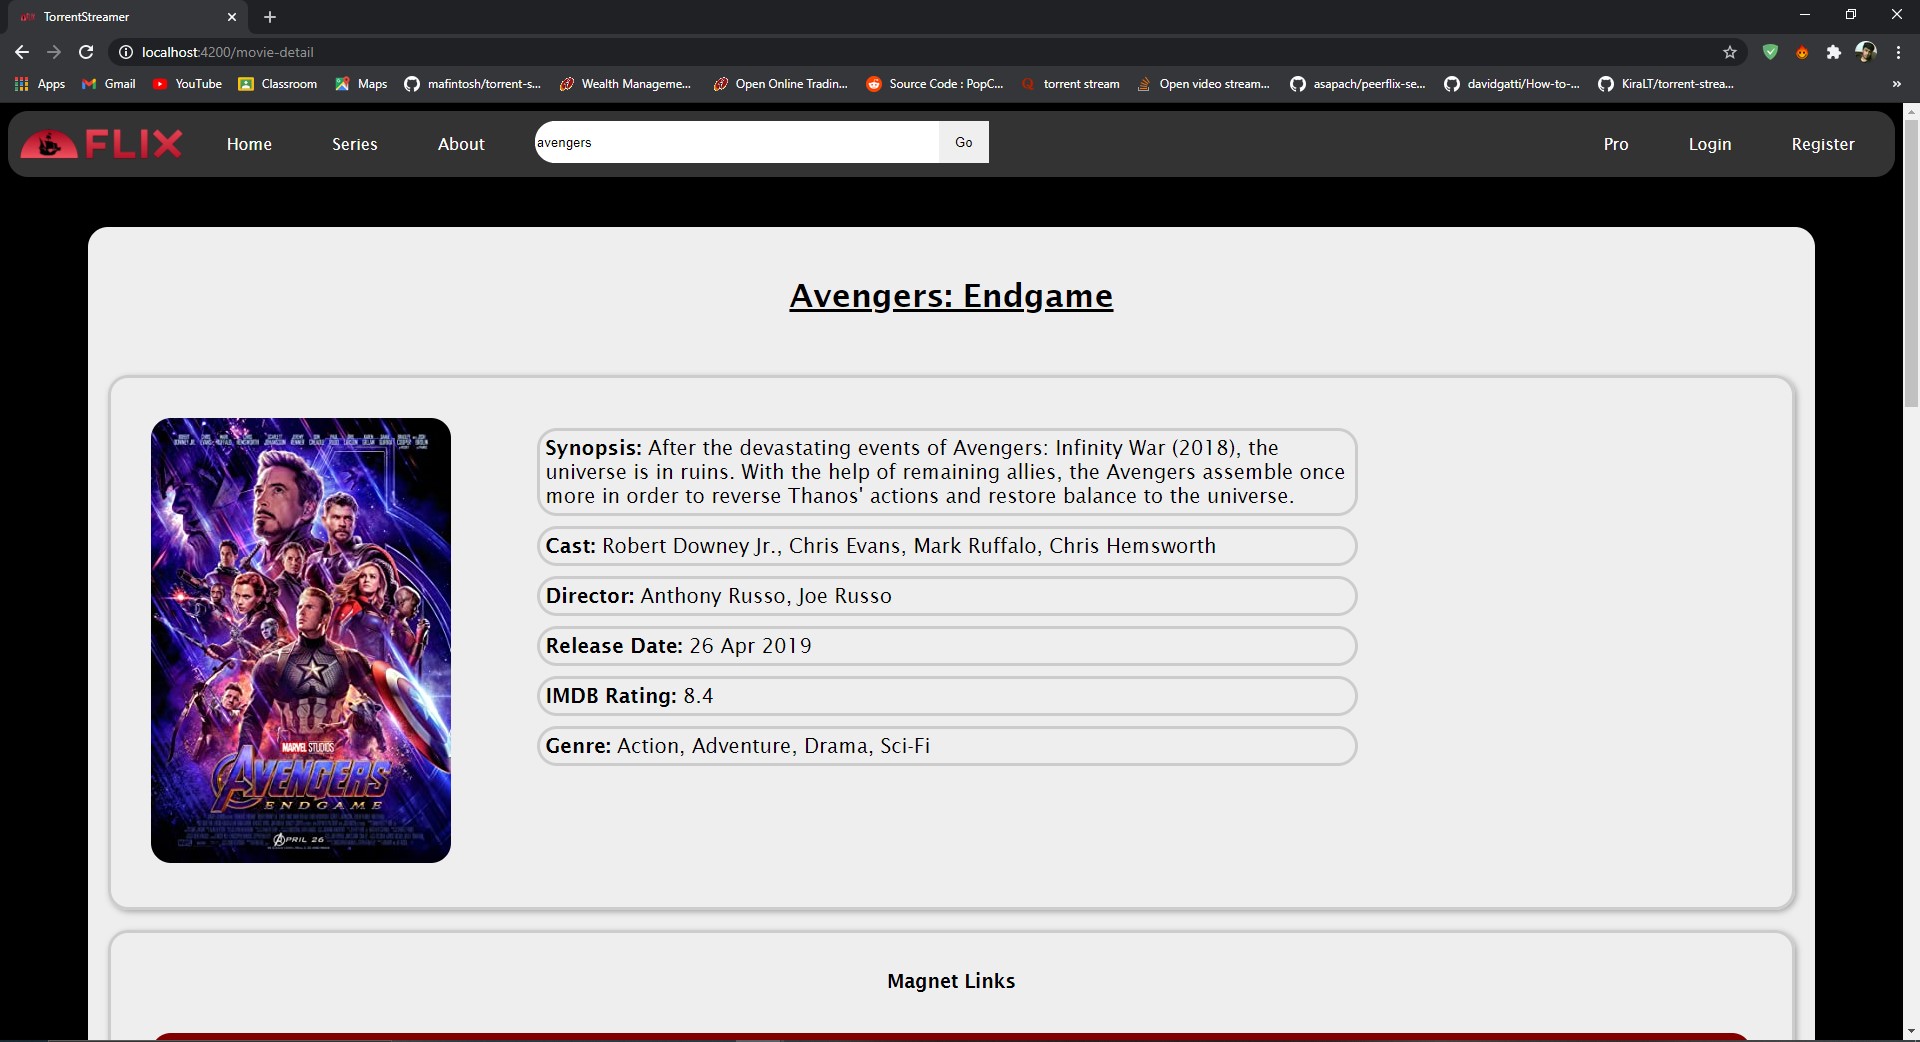 TorrentStreamer
localhost:4200/movie-detail
Apps Gmail YouTube Classroom Maps mafintosh/torrent-s... Wealth Manageme... Open Online Tradin... Source Code : PopC... torrent stream Open video stream... asapach/peerflix-se... davidgatti/How-to-... KiraLT/torrent-strea... »
FLIX Home Series About avengers Go Pro Login Register
Avengers: Endgame
Synopsis: After the devastating events of Avengers: Infinity War (2018), the
universe is in ruins. With the help of remaining allies, the Avengers assemble once
more in order to reverse Thanos' actions and restore balance to the universe.
Cast: Robert Downey Jr., Chris Evans, Mark Ruffalo, Chris Hemsworth
Director: Anthony Russo, Joe Russo
Release Date: 26 Apr 2019
IMDB Rating: 8.4
Genre: Action, Adventure, Drama, Sci-Fi
MARVEL STUDIOS
AVENGERS
ENDGAME
APRIL 26
Magnet Links